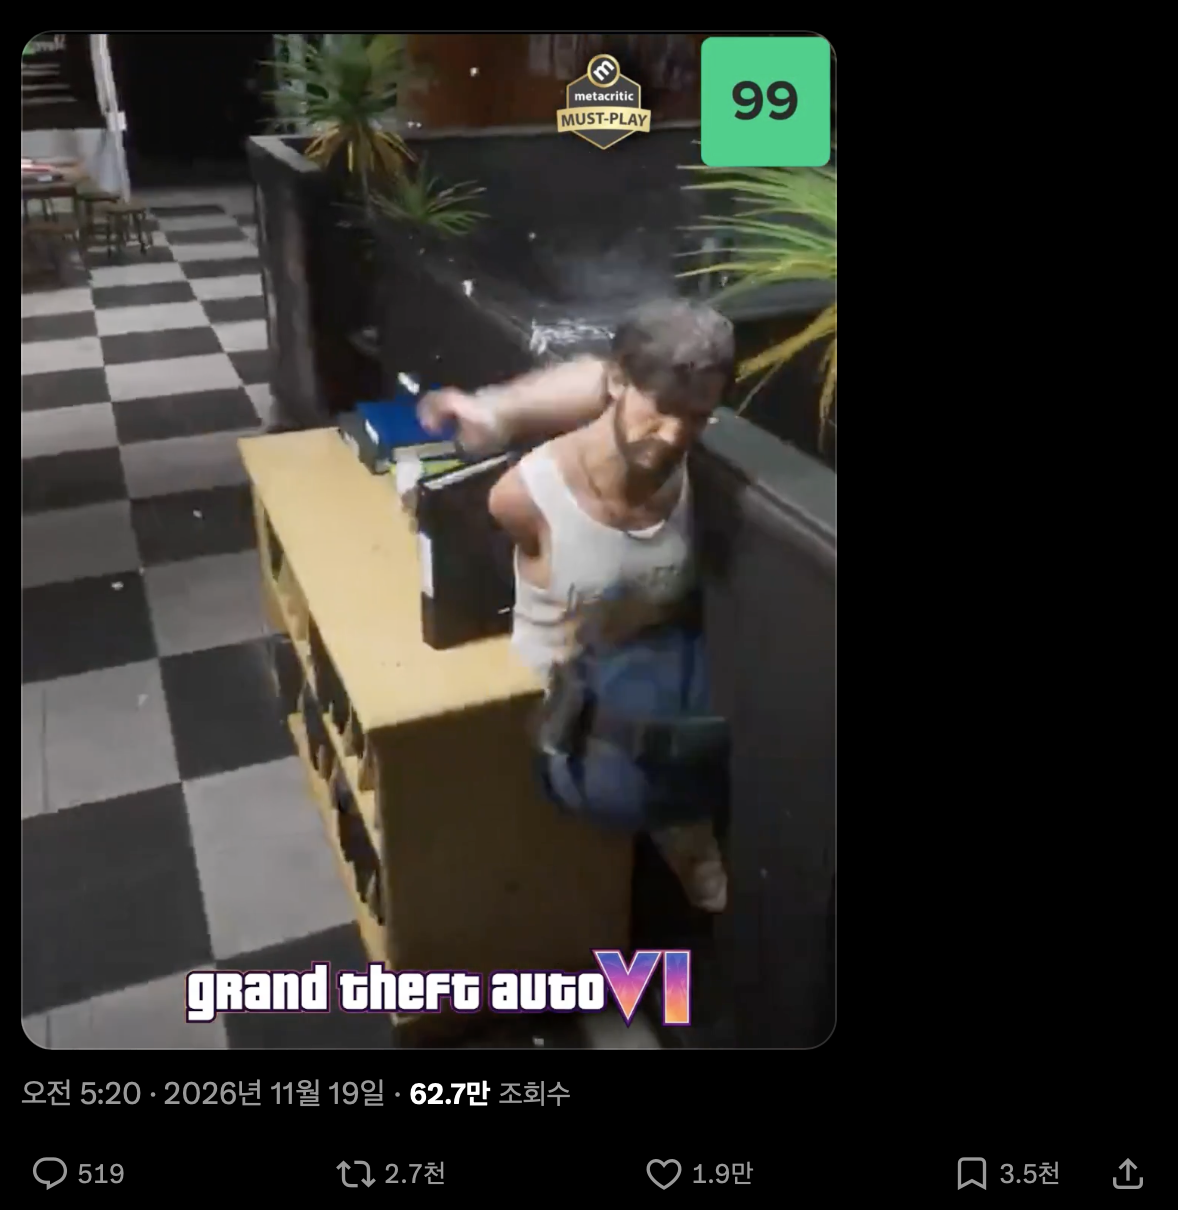 metacritic
MUST-PLAY
99
grand theft auto VI
오전 5:20 · 2026년 11월 19일 · 62.7만 조회수
519 2.7천 1.9만 3.5천